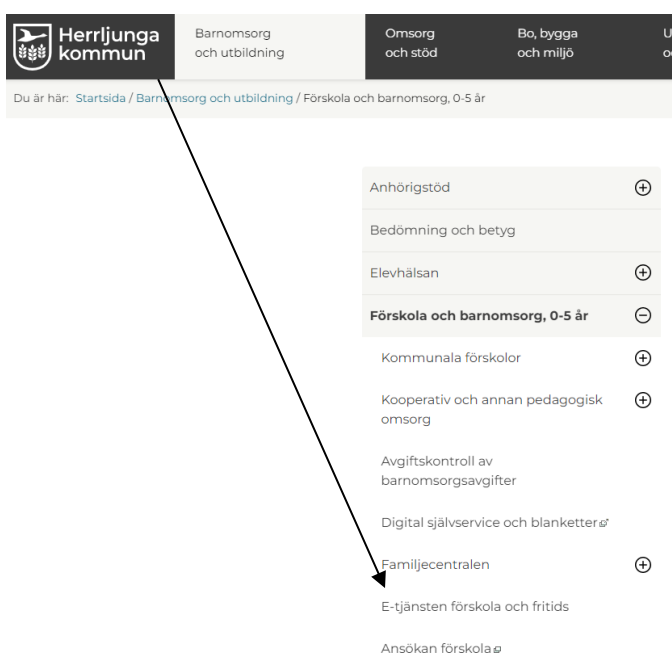 Herrljunga
kommun
Barnomsorg
och utbildning
Omsorg
och stöd
Bo, bygga
och miljö
Du är här: Startsida / Barnomsorg och utbildning / Förskola och barnomsorg, 0-5 år
Anhörigstöd
Bedömning och betyg
Elevhälsan
Förskola och barnomsorg, 0-5 år
Kommunala förskolor
Kooperativ och annan pedagogisk
omsorg
Avgiftskontroll av
barnomsorgsavgifter
Digital självservice och blanketter
Familjecentralen
E-tjänsten förskola och fritids
Ansökan förskola